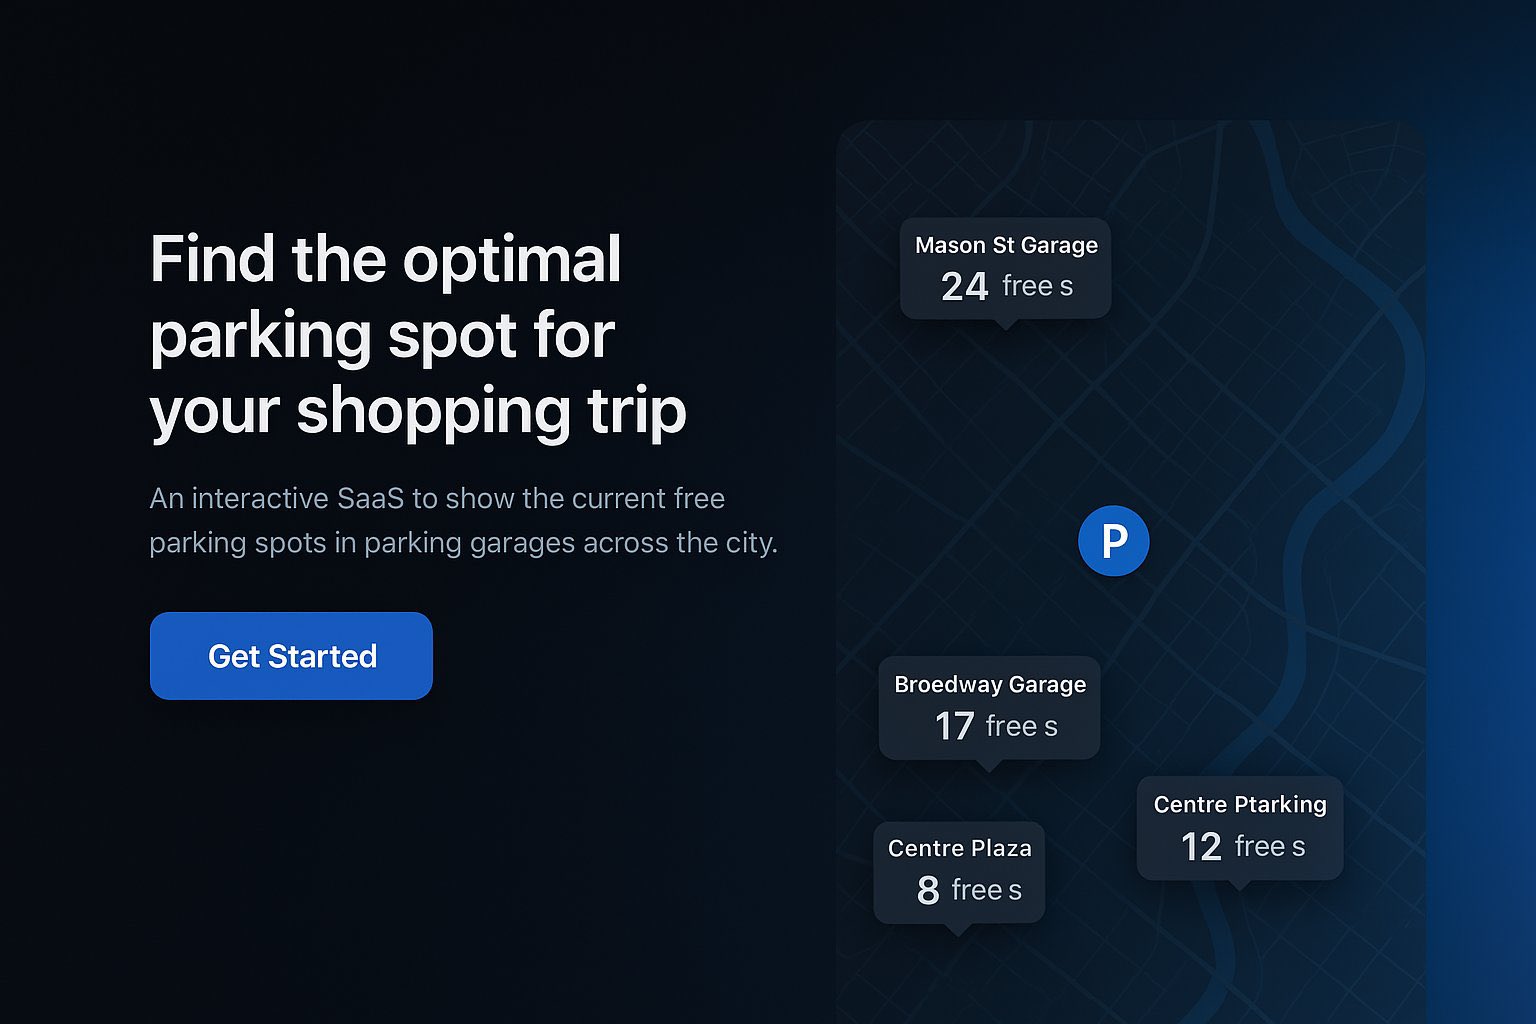 Find the optimal
parking spot for
your shopping trip
An interactive SaaS to show the current free
parking spots in parking garages across the city.
Get Started
Mason St Garage
24 free s
P
Broedway Garage
17 free s
Centre Ptarking
12 free s
Centre Plaza
8 free s